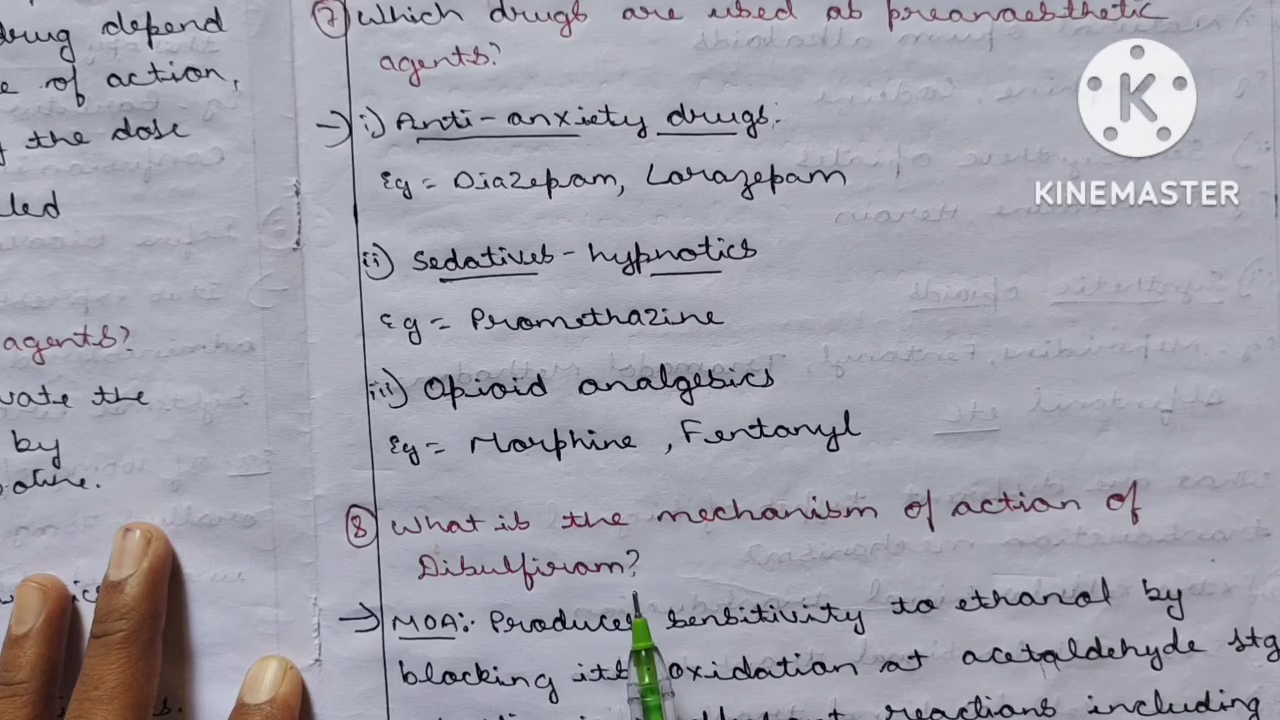 drug depend
e of action,
the dose
led
agents?
vate the
by
⑦ Which drugs are used as preanaesthetic
agents?
→ i) Anti-anxiety drugs:
Eg = Diazepam, Lorazepam
ii) Sedatives-hypnotics
Eg = Promethazine
iii) Opioid analgesics
Eg = Morphine, Fentanyl
⑧ What is the mechanism of action of
Disulfiram?
→ MOA:- Produces sensitivity to ethanol by
blocking its oxidation at acetaldehyde stg
reactions including
K
KINEMASTER